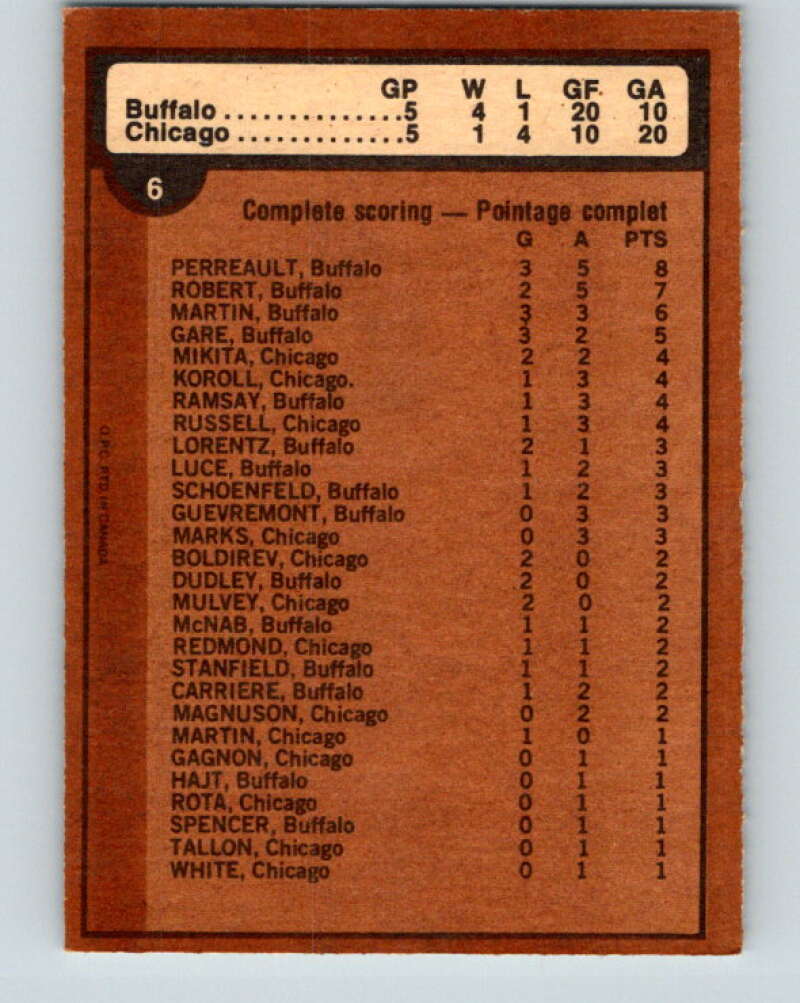 GP W L GF GA
Buffalo ..............5 4 1 20 10
Chicago .............5 1 4 10 20
6
Complete scoring — Pointage complet
G A PTS
PERREAULT, Buffalo 3 5 8
ROBERT, Buffalo 2 5 7
MARTIN, Buffalo 3 3 6
GARE, Buffalo 3 2 5
MIKITA, Chicago 2 2 4
KOROLL, Chicago. 1 3 4
RAMSAY, Buffalo 1 3 4
RUSSELL, Chicago 1 3 4
LORENTZ, Buffalo 2 1 3
LUCE, Buffalo 1 2 3
SCHOENFELD, Buffalo 1 2 3
GUEVREMONT, Buffalo 0 3 3
MARKS, Chicago 0 3 3
BOLDIREV, Chicago 2 0 2
DUDLEY, Buffalo 2 0 2
MULVEY, Chicago 2 0 2
McNAB, Buffalo 1 1 2
REDMOND, Chicago 1 1 2
STANFIELD, Buffalo 1 1 2
CARRIERE, Buffalo 1 2 2
MAGNUSON, Chicago 0 2 2
MARTIN, Chicago 1 0 1
GAGNON, Chicago 0 1 1
HAJT, Buffalo 0 1 1
ROTA, Chicago 0 1 1
SPENCER, Buffalo 0 1 1
TALLON, Chicago 0 1 1
WHITE, Chicago 0 1 1
O.P.C. PTD. IN CANADA